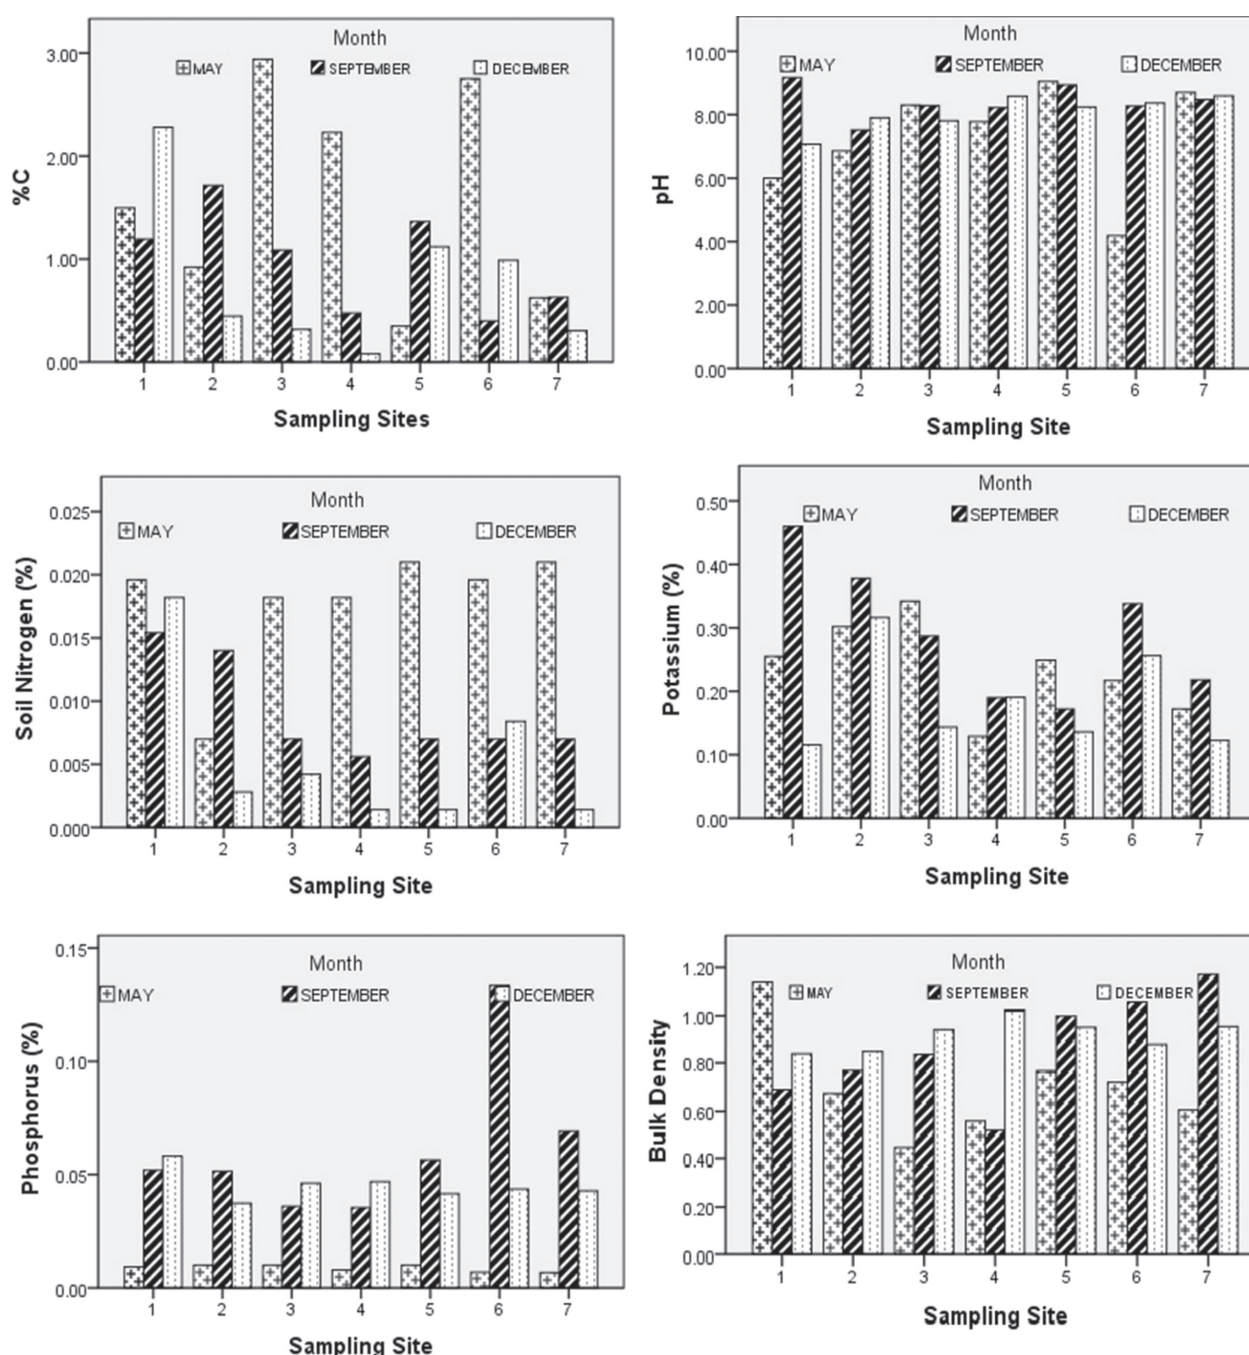 Month
MAY SEPTEMBER DECEMBER
3.00
2.00
1.00
0.00
%C
1 2 3 4 5 6 7
Sampling Sites
Month
MAY SEPTEMBER DECEMBER
10.00
8.00
6.00
4.00
2.00
0.00
pH
1 2 3 4 5 6 7
Sampling Site
Month
MAY SEPTEMBER DECEMBER
0.025
0.020
0.015
0.010
0.005
0.000
Soil Nitrogen (%)
1 2 3 4 5 6 7
Sampling Site
Month
MAY SEPTEMBER DECEMBER
0.50
0.40
0.30
0.20
0.10
0.00
Potassium (%)
1 2 3 4 5 6 7
Sampling Site
Month
MAY SEPTEMBER DECEMBER
0.15
0.10
0.05
0.00
Phosphorus (%)
1 2 3 4 5 6 7
Sampling Site
Month
MAY SEPTEMBER DECEMBER
1.20
1.00
0.80
0.60
0.40
0.20
0.00
Bulk Density
1 2 3 4 5 6 7
Sampling Site